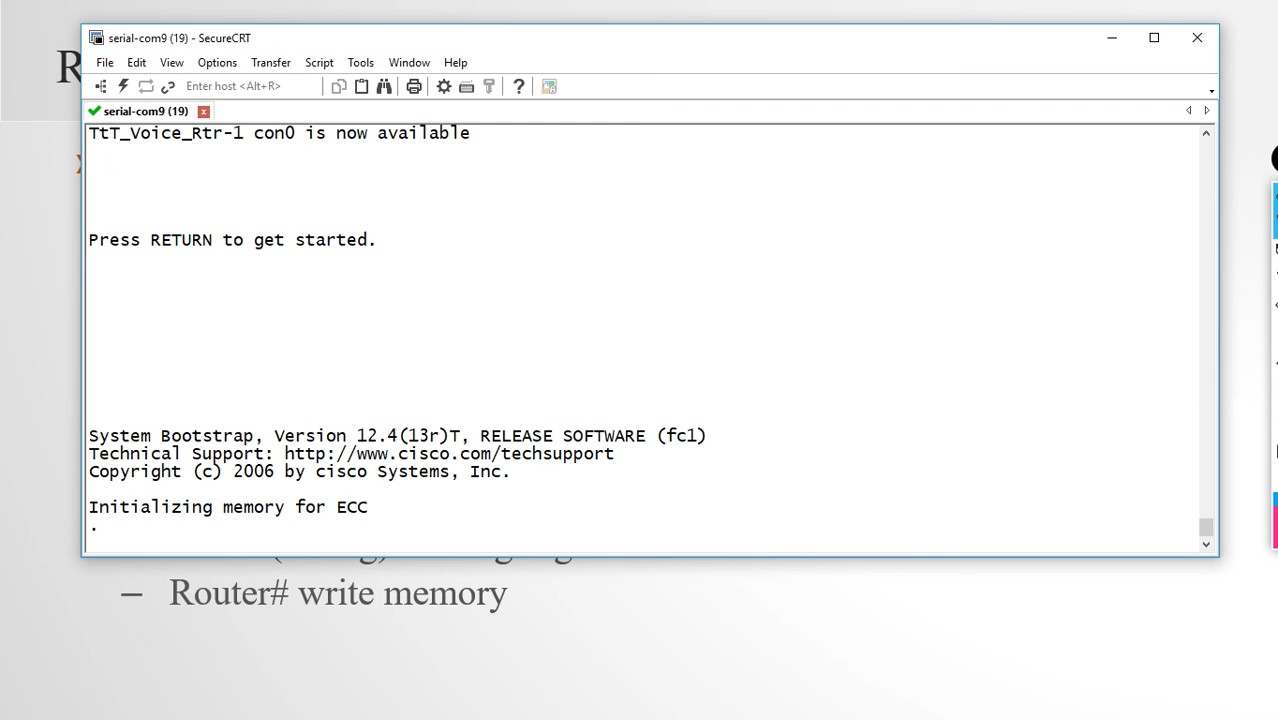 R
serial-com9 (19) - SecureCRT
File Edit View Options Transfer Script Tools Window Help
Enter host <Alt+R>
serial-com9 (19)
TtT_Voice_Rtr-1 con0 is now available
Press RETURN to get started.
System Bootstrap, Version 12.4(13r)T, RELEASE SOFTWARE (fc1)
Technical Support: http://www.cisco.com/techsupport
Copyright (c) 2006 by cisco Systems, Inc.
Initializing memory for ECC
.
– Router# write memory